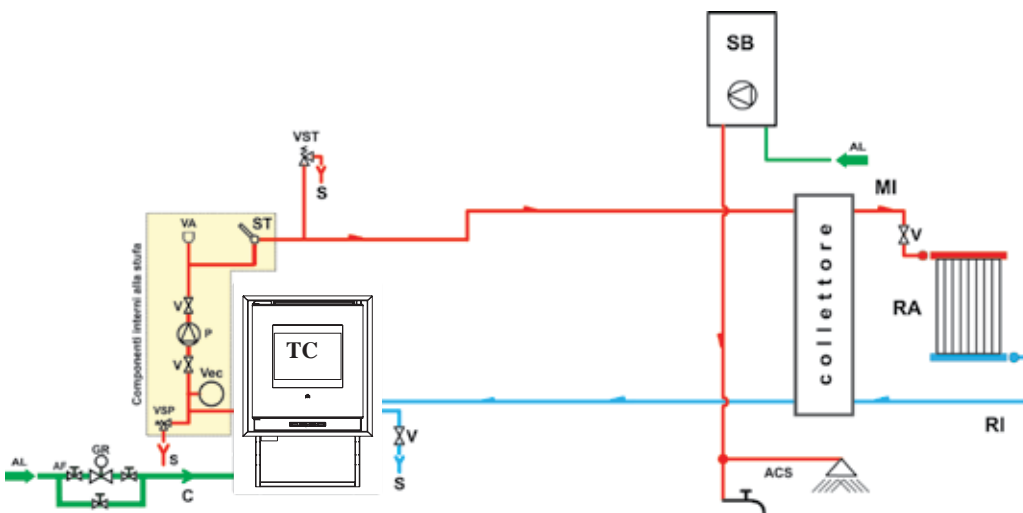 SB
VST
AL
S
MI
VA
ST
V
Componenti interni alla stufa
collettore
V
P
RA
TC
V
Vec
VSP
V
RI
GR
S
AL
AF
S
ACS
C